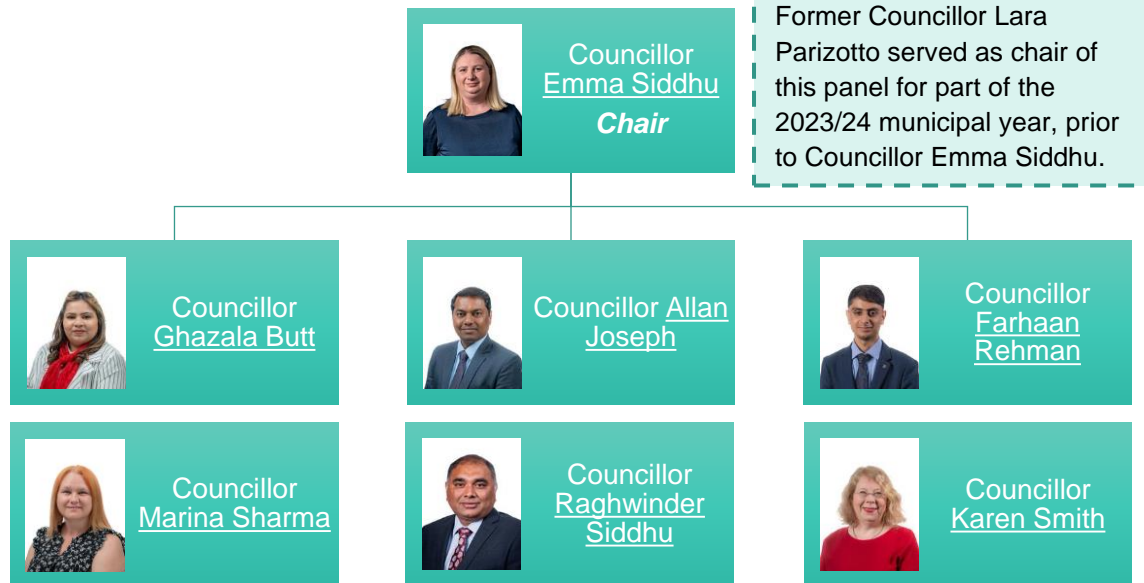 Councillor
Emma Siddhu
Chair
Former Councillor Lara
Parizotto served as chair of
this panel for part of the
2023/24 municipal year, prior
to Councillor Emma Siddhu.
Councillor
Ghazala Butt
Councillor Allan
Joseph
Councillor
Farhaan
Rehman
Councillor
Marina Sharma
Councillor
Raghwinder
Siddhu
Councillor
Karen Smith